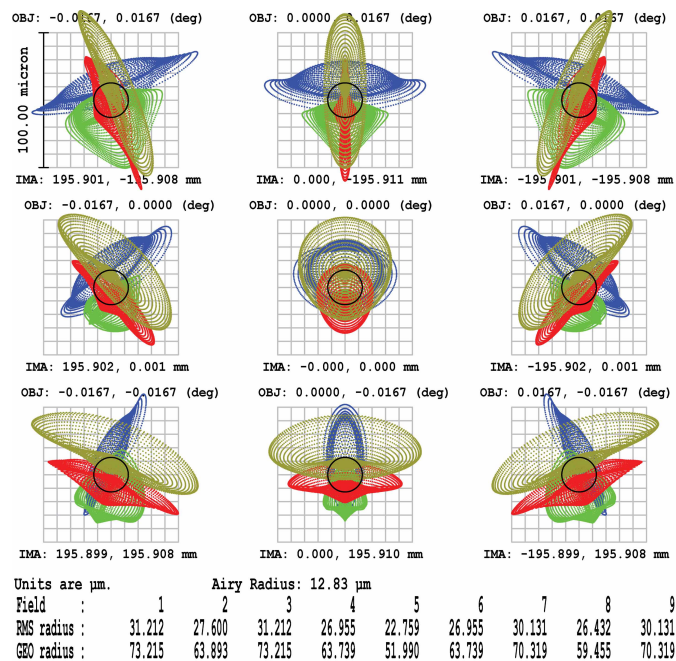 OBJ: -0.0167, 0.0167 (deg) OBJ: 0.0000, 0.0167 (deg) OBJ: 0.0167, 0.0167 (deg)
100.00 micron
IMA: 195.901, -195.908 mm IMA: 0.000, -195.911 mm IMA: -195.901, -195.908 mm
OBJ: -0.0167, 0.0000 (deg) OBJ: 0.0000, 0.0000 (deg) OBJ: 0.0167, 0.0000 (deg)
IMA: 195.902, 0.001 mm IMA: -0.000, 0.000 mm IMA: -195.902, 0.001 mm
OBJ: -0.0167, -0.0167 (deg) OBJ: 0.0000, -0.0167 (deg) OBJ: 0.0167, -0.0167 (deg)
IMA: 195.899, 195.908 mm IMA: 0.000, 195.910 mm IMA: -195.899, 195.908 mm
Units are µm. Airy Radius: 12.83 µm
Field : 1 2 3 4 5 6 7 8 9
RMS radius : 31.212 27.600 31.212 26.955 22.759 26.955 30.131 26.432 30.131
GEO radius : 73.215 63.893 73.215 63.739 51.990 63.739 70.319 59.455 70.319